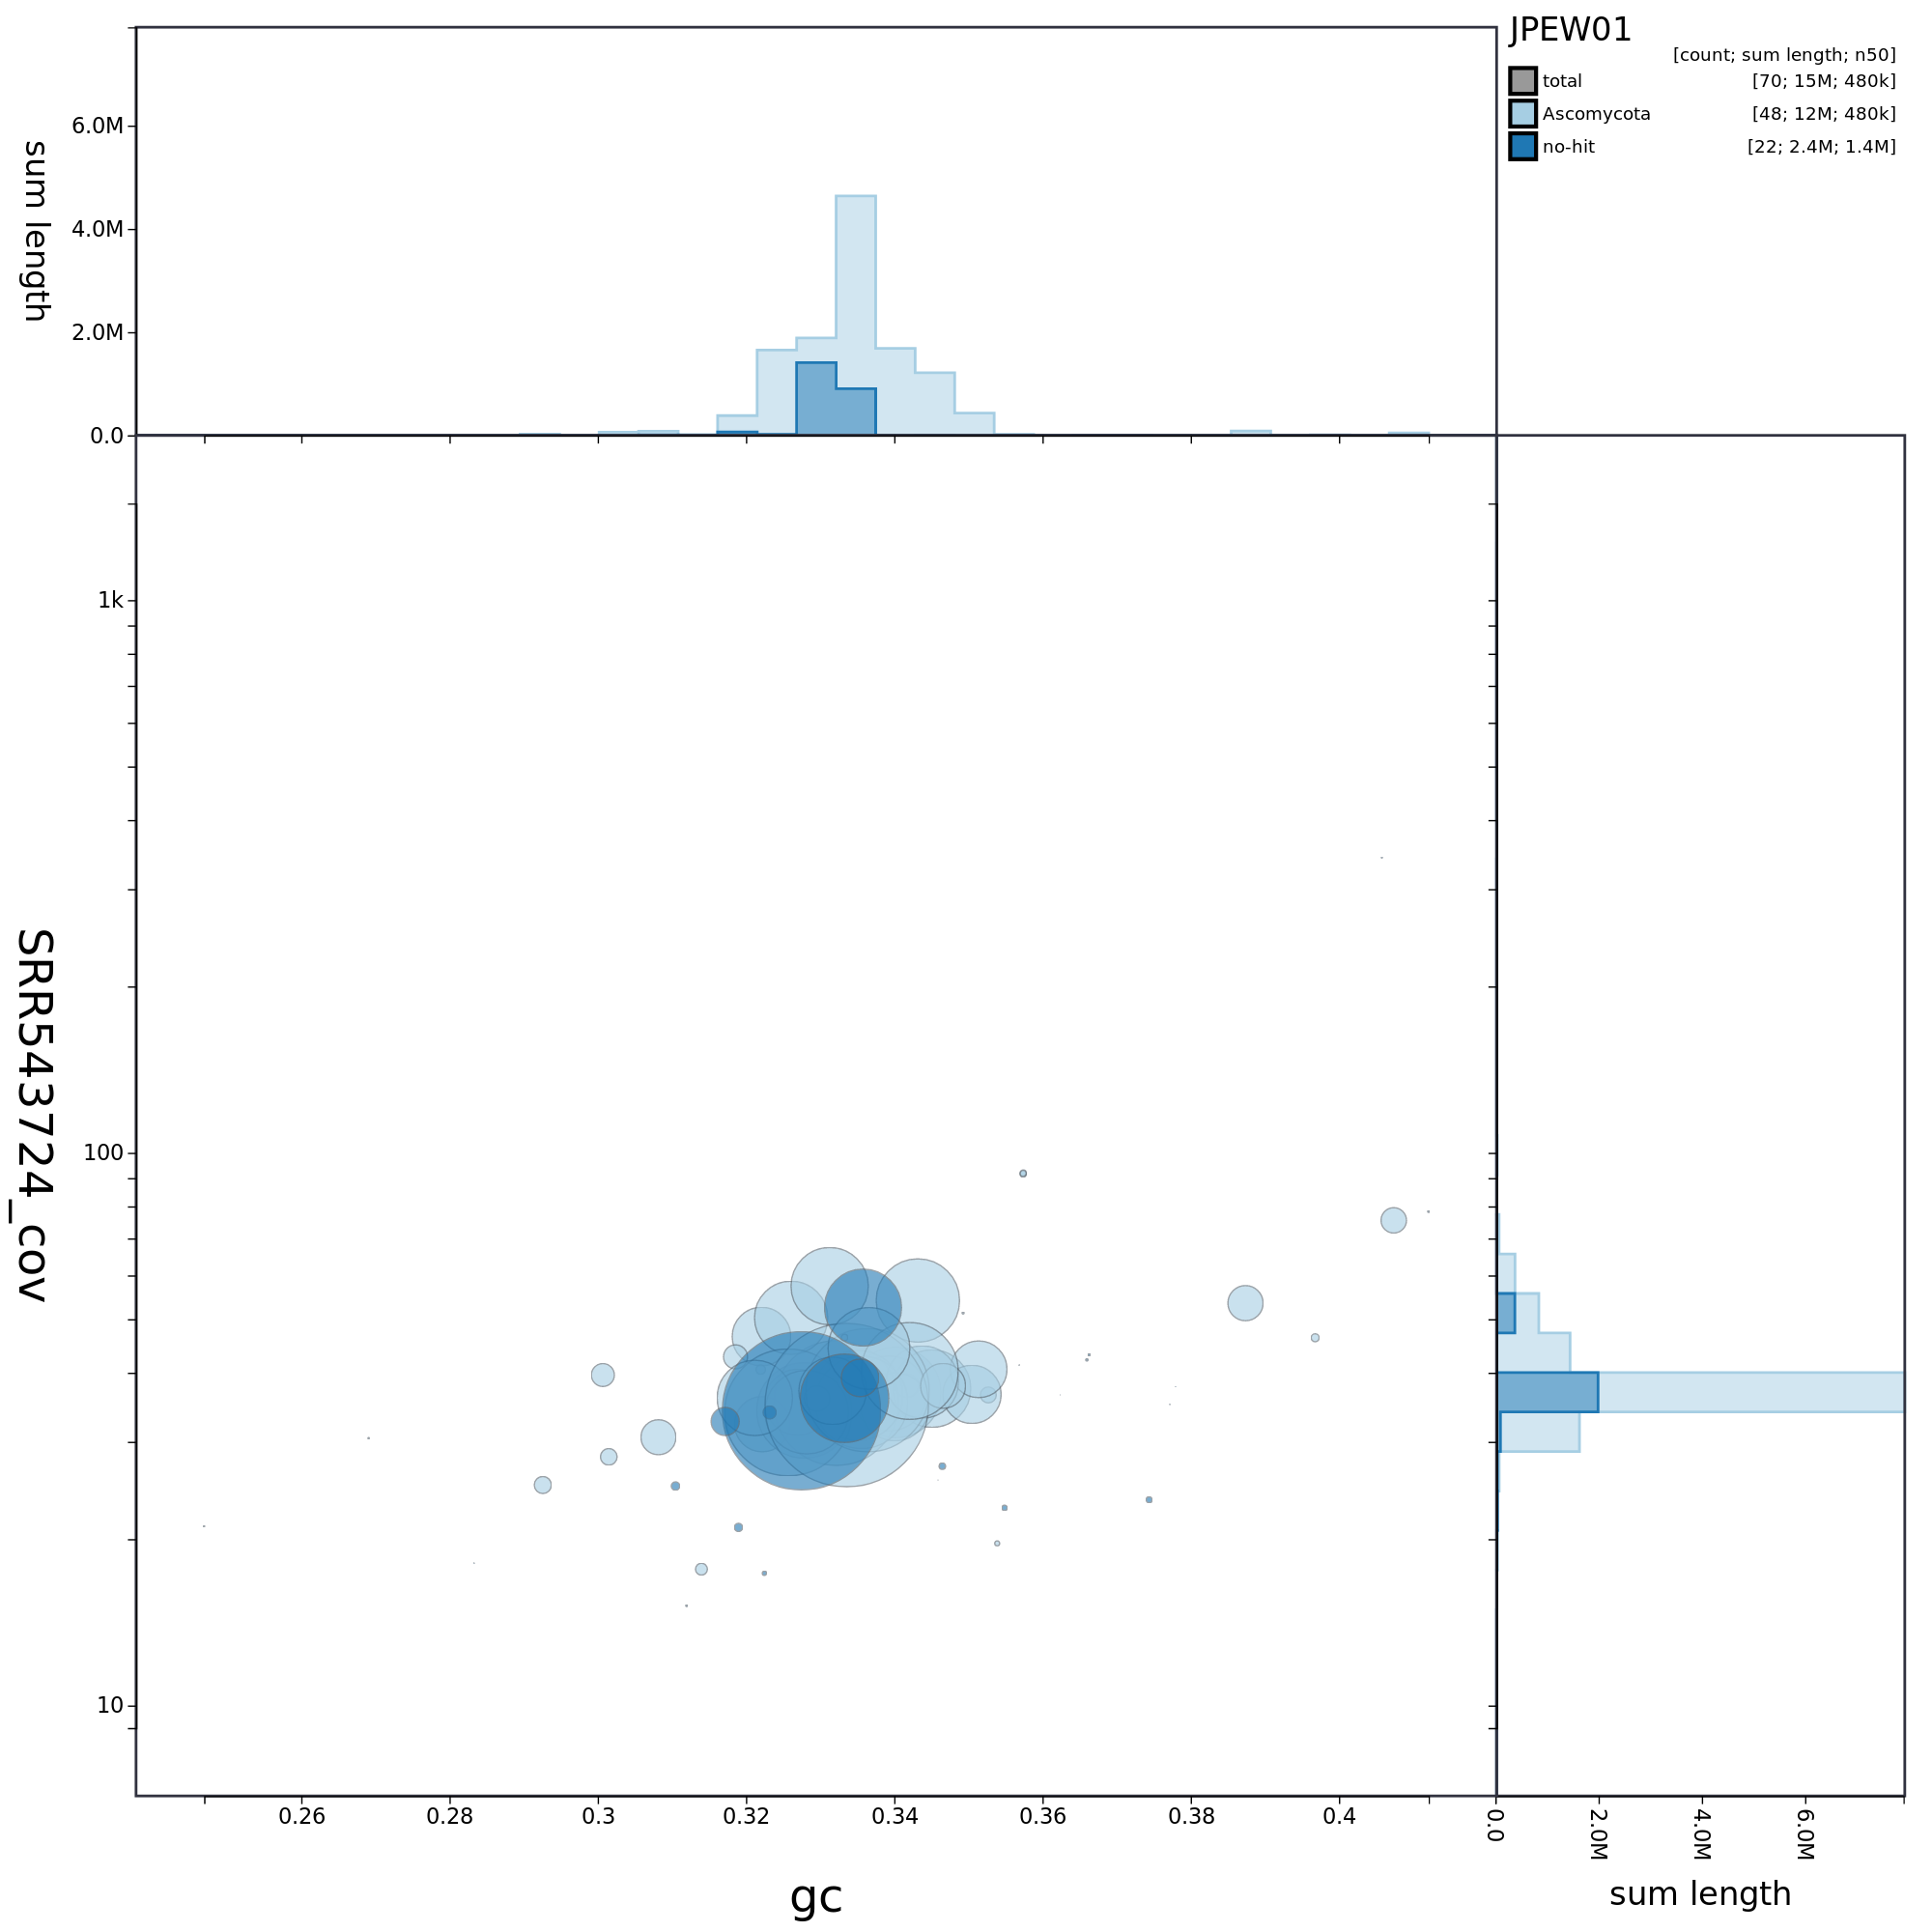 JPEW01
[count; sum length; n50]
total [70; 15M; 480k]
Ascomycota [48; 12M; 480k]
no-hit [22; 2.4M; 1.4M]
sum length
6.0M
4.0M
2.0M
0.0
SRR543724_cov
1k
100
10
0.26 0.28 0.3 0.32 0.34 0.36 0.38 0.4
gc
0.0 2.0M 4.0M 6.0M
sum length